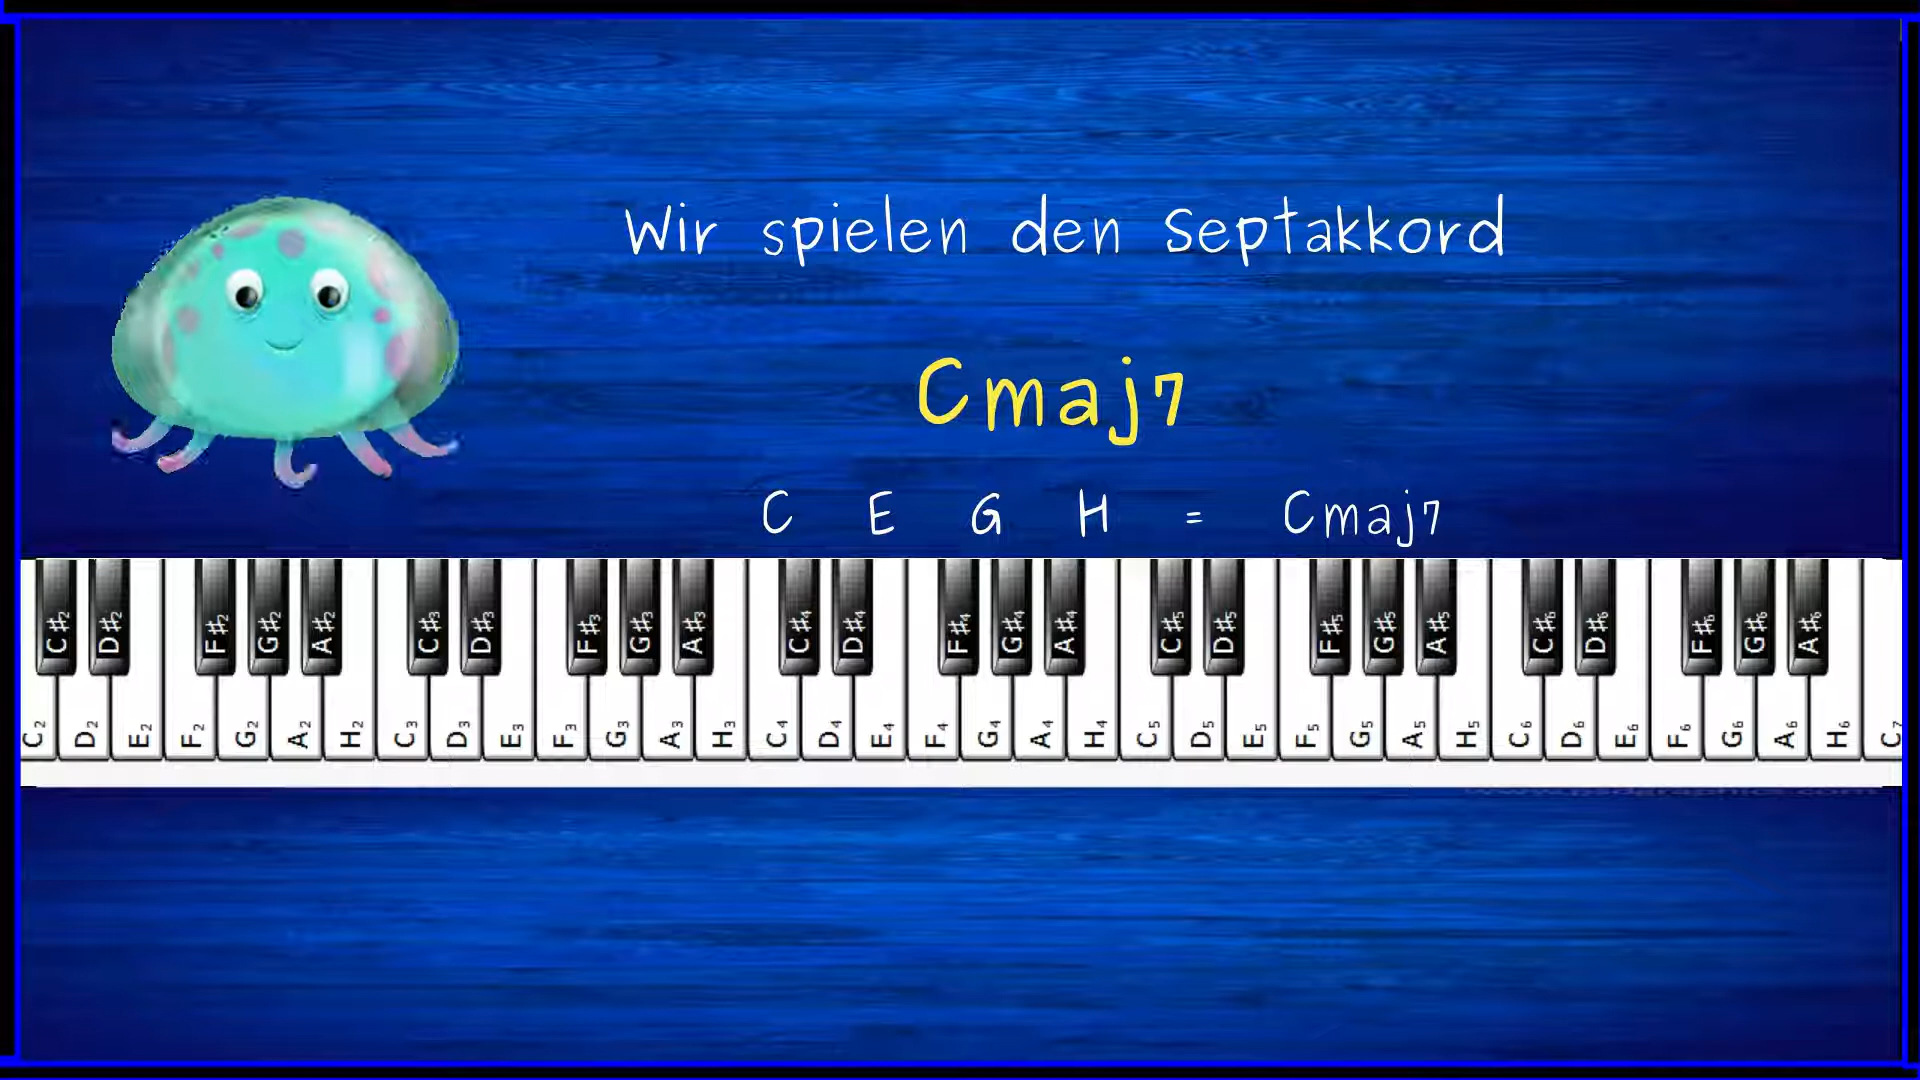 Wir spielen den Septakkord
Cmaj7
C E G H = Cmaj7
C#2 D#2 F#2 G#2 A#2 C#3 D#3 F#3 G#3 A#3 C#4 D#4 F#4 G#4 A#4 C#5 D#5 F#5 G#5 A#5 C#6 D#6 F#6 G#6 A#6
C2 D2 E2 F2 G2 A2 H2 C3 D3 E3 F3 G3 A3 H3 C4 D4 E4 F4 G4 A4 H4 C5 D5 E5 F5 G5 A5 H5 C6 D6 E6 F6 G6 A6 H6 C7